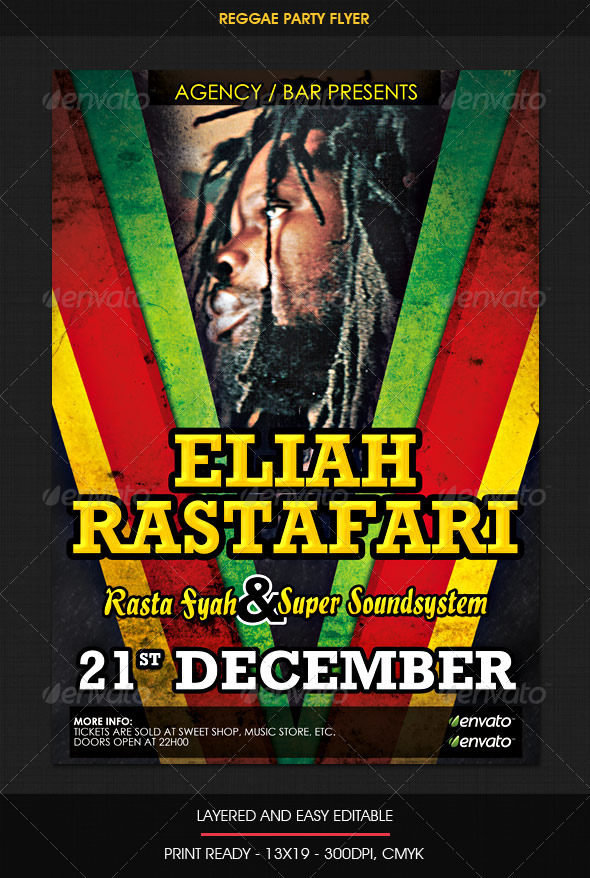 REGGAE PARTY FLYER
AGENCY / BAR PRESENTS
ELIAH
RASTAFARI
Rasta Fyah & Super Soundsystem
21ST DECEMBER
MORE INFO:
TICKETS ARE SOLD AT SWEET SHOP, MUSIC STORE, ETC.
DOORS OPEN AT 22H00
envato
envato
LAYERED AND EASY EDITABLE
PRINT READY - 13X19 - 300DPI, CMYK